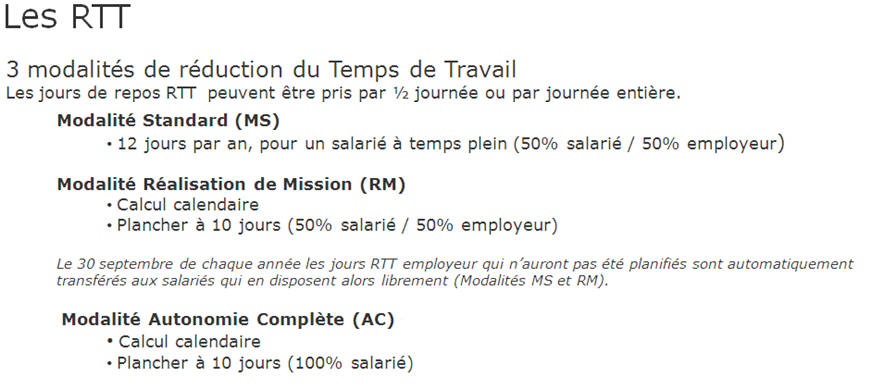 Les RTT
3 modalités de réduction du Temps de Travail
Les jours de repos RTT peuvent être pris par ½ journée ou par journée entière.
Modalité Standard (MS)
• 12 jours par an, pour un salarié à temps plein (50% salarié / 50% employeur)
Modalité Réalisation de Mission (RM)
• Calcul calendaire
• Plancher à 10 jours (50% salarié / 50% employeur)
Le 30 septembre de chaque année les jours RTT employeur qui n’auront pas été planifiés sont automatiquement
transférés aux salariés qui en disposent alors librement (Modalités MS et RM).
Modalité Autonomie Complète (AC)
• Calcul calendaire
• Plancher à 10 jours (100% salarié)